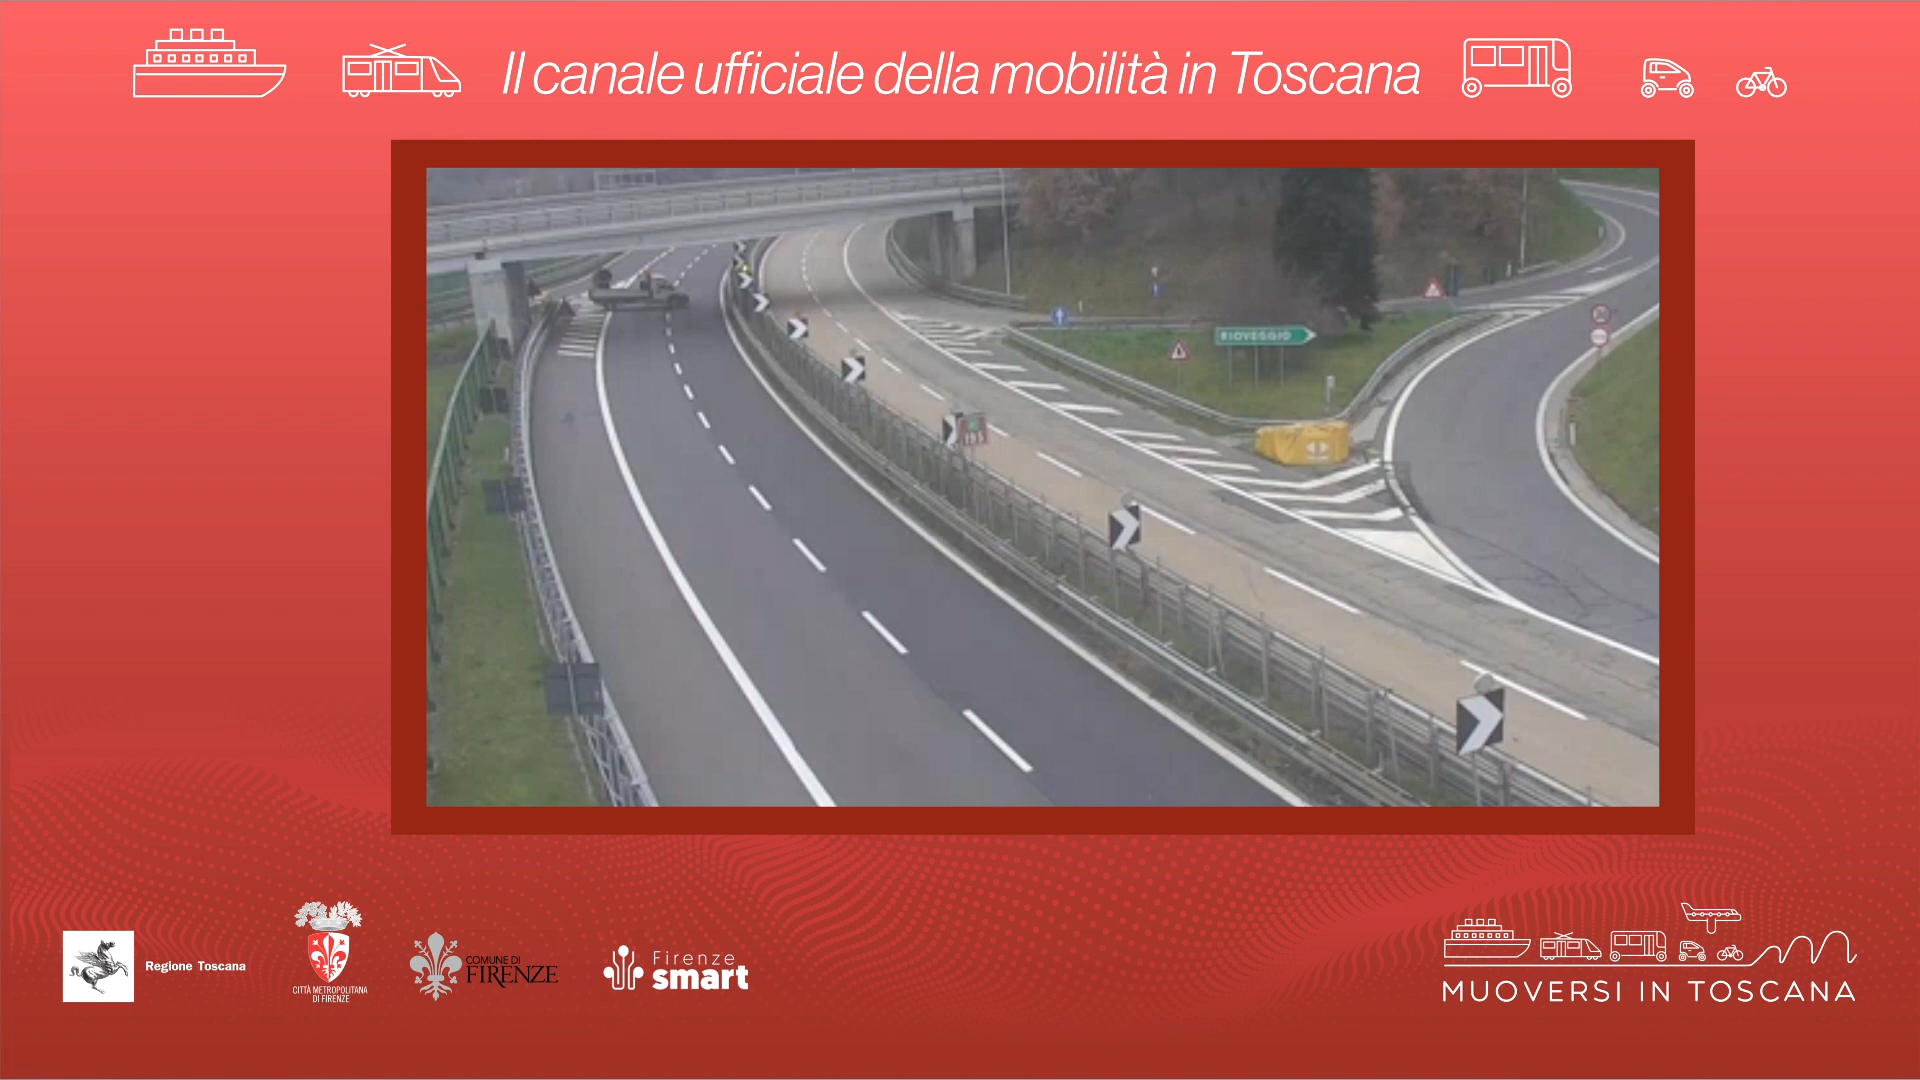 Il canale ufficiale della mobilità in Toscana
RIOVEGGIO
195
Regione Toscana
CITTÀ METROPOLITANA
DI FIRENZE
COMUNE DI
FIRENZE
Firenze
smart
MUOVERSI IN TOSCANA